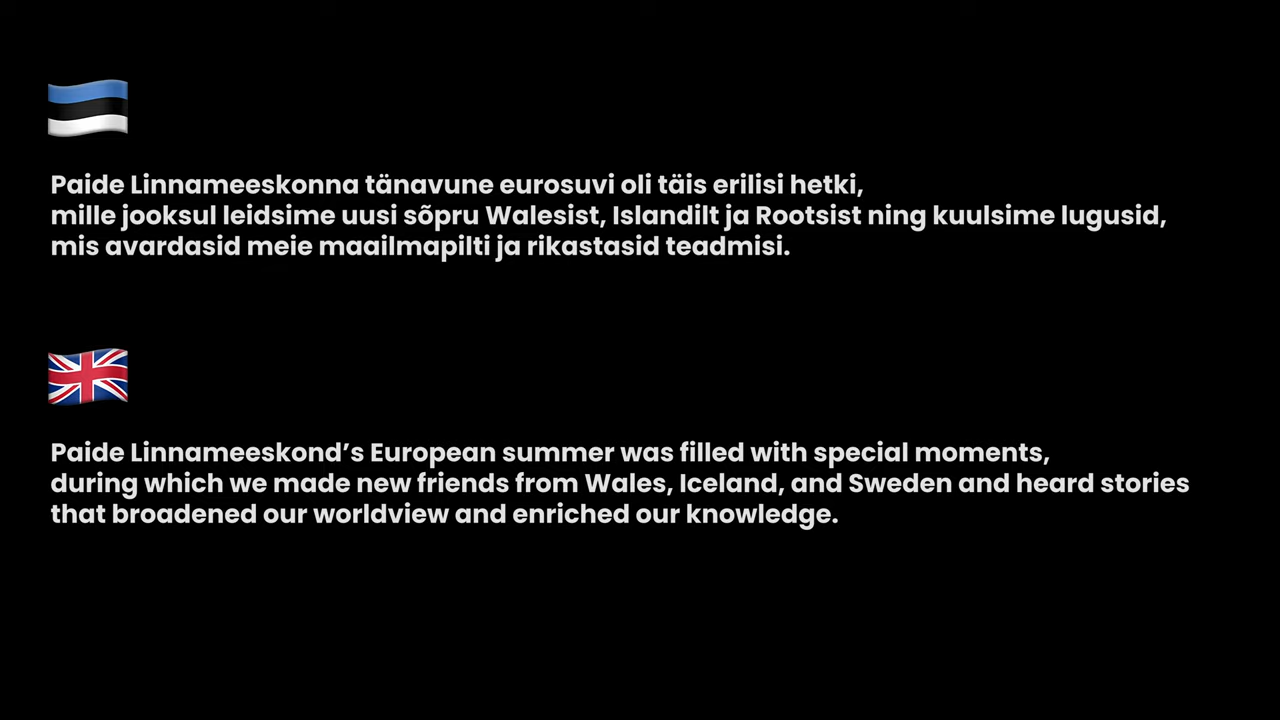 Paide Linnameeskonna tänavune eurosuvi oli täis erilisi hetki,
mille jooksul leidsime uusi sõpru Walesist, Islandilt ja Rootsist ning kuulsime lugusid,
mis avardasid meie maailmapilti ja rikastasid teadmisi.
Paide Linnameeskond’s European summer was filled with special moments,
during which we made new friends from Wales, Iceland, and Sweden and heard stories
that broadened our worldview and enriched our knowledge.